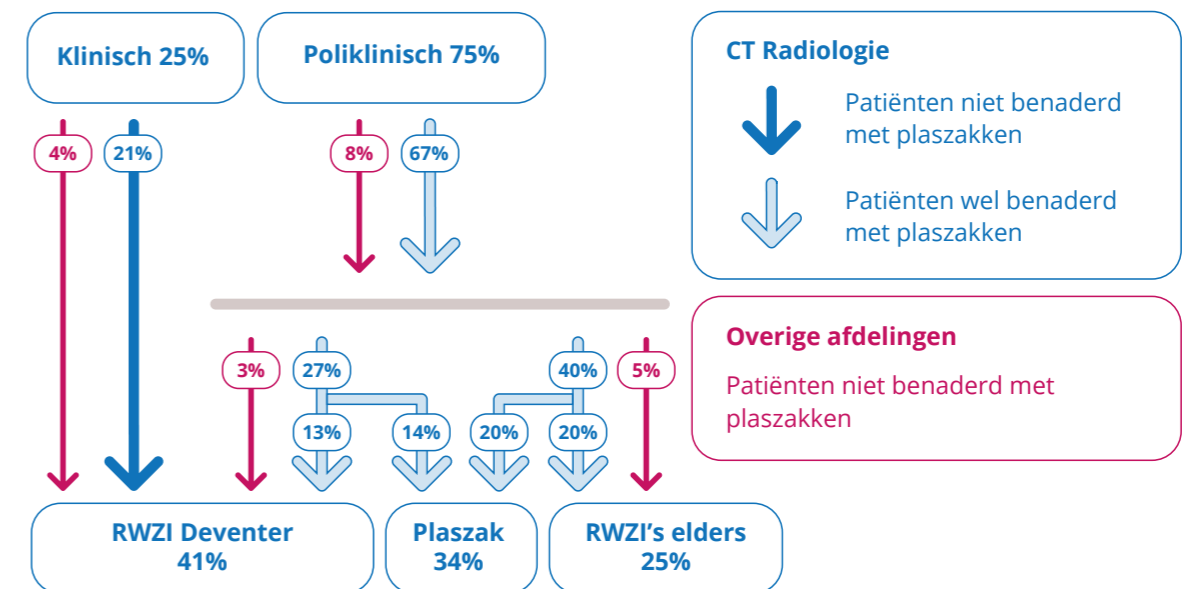 Klinisch 25%
Poliklinisch 75%
4%
21%
8%
67%
3%
27%
40%
5%
13%
14%
20%
20%
RWZI Deventer
41%
Plaszak
34%
RWZI’s elders
25%
CT Radiologie
Patiënten niet benaderd
met plaszakken
Patiënten wel benaderd
met plaszakken
Overige afdelingen
Patiënten niet benaderd met
plaszakken